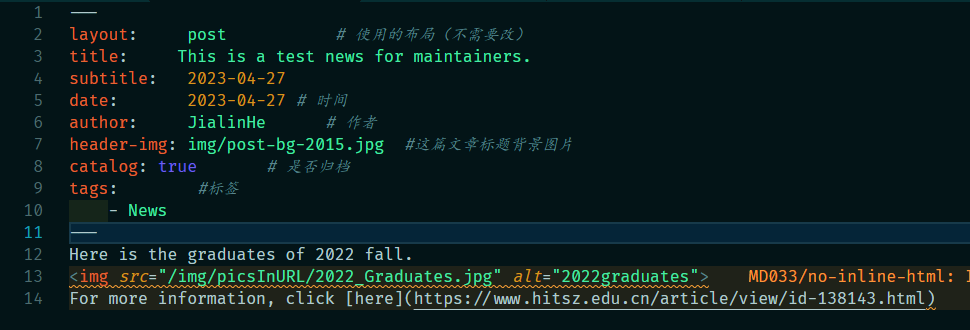 1 ---
2 layout: post # 使用的布局（不需要改）
3 title: This is a test news for maintainers.
4 subtitle: 2023-04-27
5 date: 2023-04-27 # 时间
6 author: JialinHe # 作者
7 header-img: img/post-bg-2015.jpg #这篇文章标题背景图片
8 catalog: true # 是否归档
9 tags: #标签
10 - News
11 ---
12 Here is the graduates of 2022 fall.
13 <img src="/img/picsInURL/2022_Graduates.jpg" alt="2022graduates"> MD033/no-inline-html:
14 For more information, click [here](https://www.hitsz.edu.cn/article/view/id-138143.html)